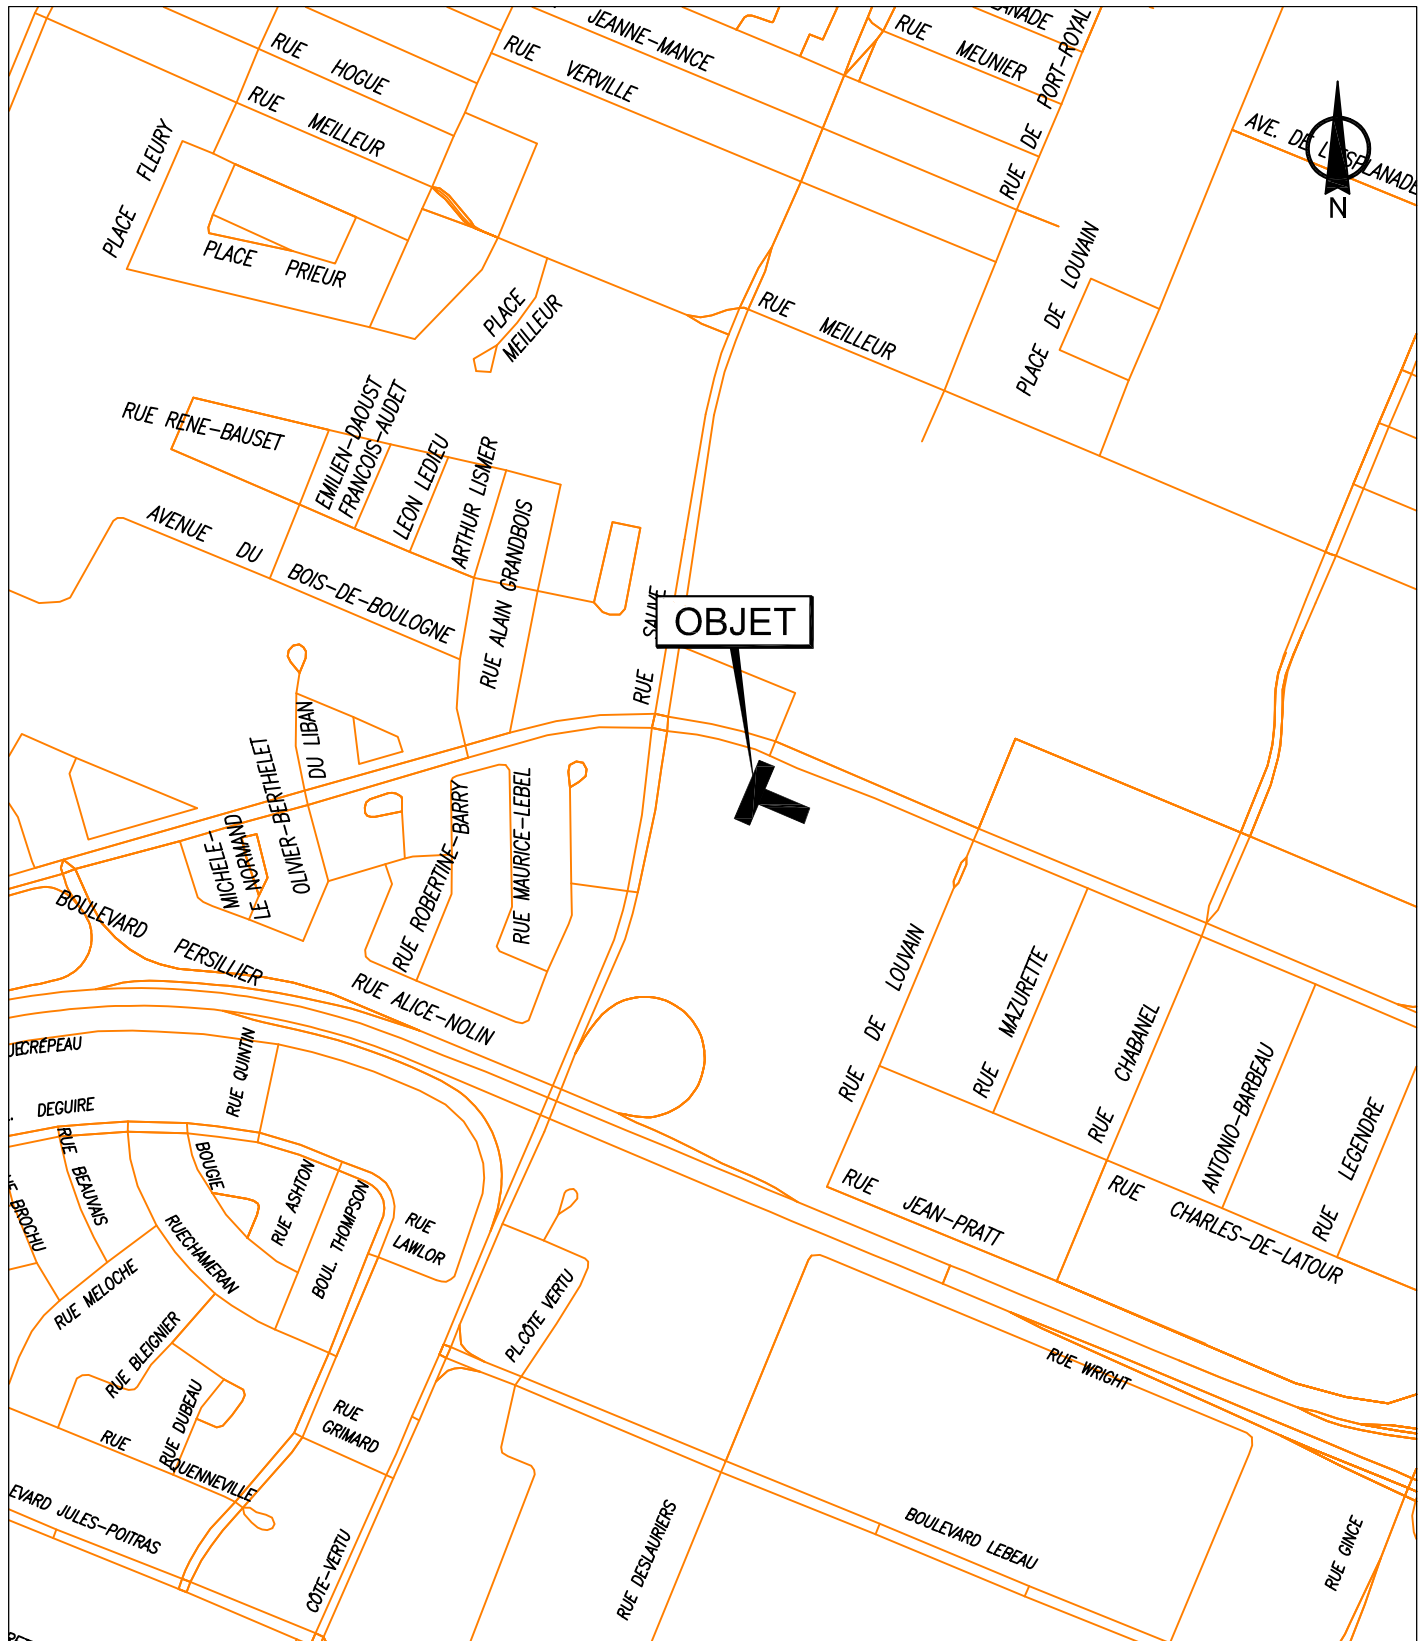 RUE HOGUE
RUE MEILLEUR
JEANNE-MANCE
RUE VERVILLE
RUE MEUNIER
RUE DE PORT-ROYAL
AVE. DE L'ESPLANADE
N
PLACE FLEURY
PLACE PRIEUR
PLACE MEILLEUR
RUE MEILLEUR
PLACE DE LOUVAIN
RUE RENE-BAUSET
EMILIEN-DAOUST
FRANCOIS-AUDET
LEON LEDIEU
ARTHUR LISMER
RUE ALAIN GRANDBOIS
AVENUE DU BOIS-DE-BOULOGNE
RUE SAUVE
OBJET
DU LIBAN
OLIVIER-BERTHELET
MICHELE-
LE NORMAND
RUE ROBERTINE-BARRY
RUE MAURICE-LEBEL
BOULEVARD PERSILLIER
RUE ALICE-NOLIN
RUE DE LOUVAIN
RUE MAZURETTE
RUE CHABANEL
ANTONIO-BARBEAU
RUE LEGENDRE
CREPEAU
DEGUIRE
RUE QUINTIN
RUE BEAUVAIS
BROCHU
BOUGIE
RUE ASHTON
BOUL. THOMPSON
RUE
LAWLOR
RUECHAMERAN
RUE MELOCHE
RUE BLEIGNIER
RUE DUBEAU
RUE QUENNEVILLE
RUE
GRIMARD
PL.CÔTE VERTU
RUE JEAN-PRATT
RUE CHARLES-DE-LATOUR
RUE WRIGHT
EVARD JULES-POITRAS
CÔTE-VERTU
RUE DESLAURIERS
BOULEVARD LEBEAU
RUE GINCE